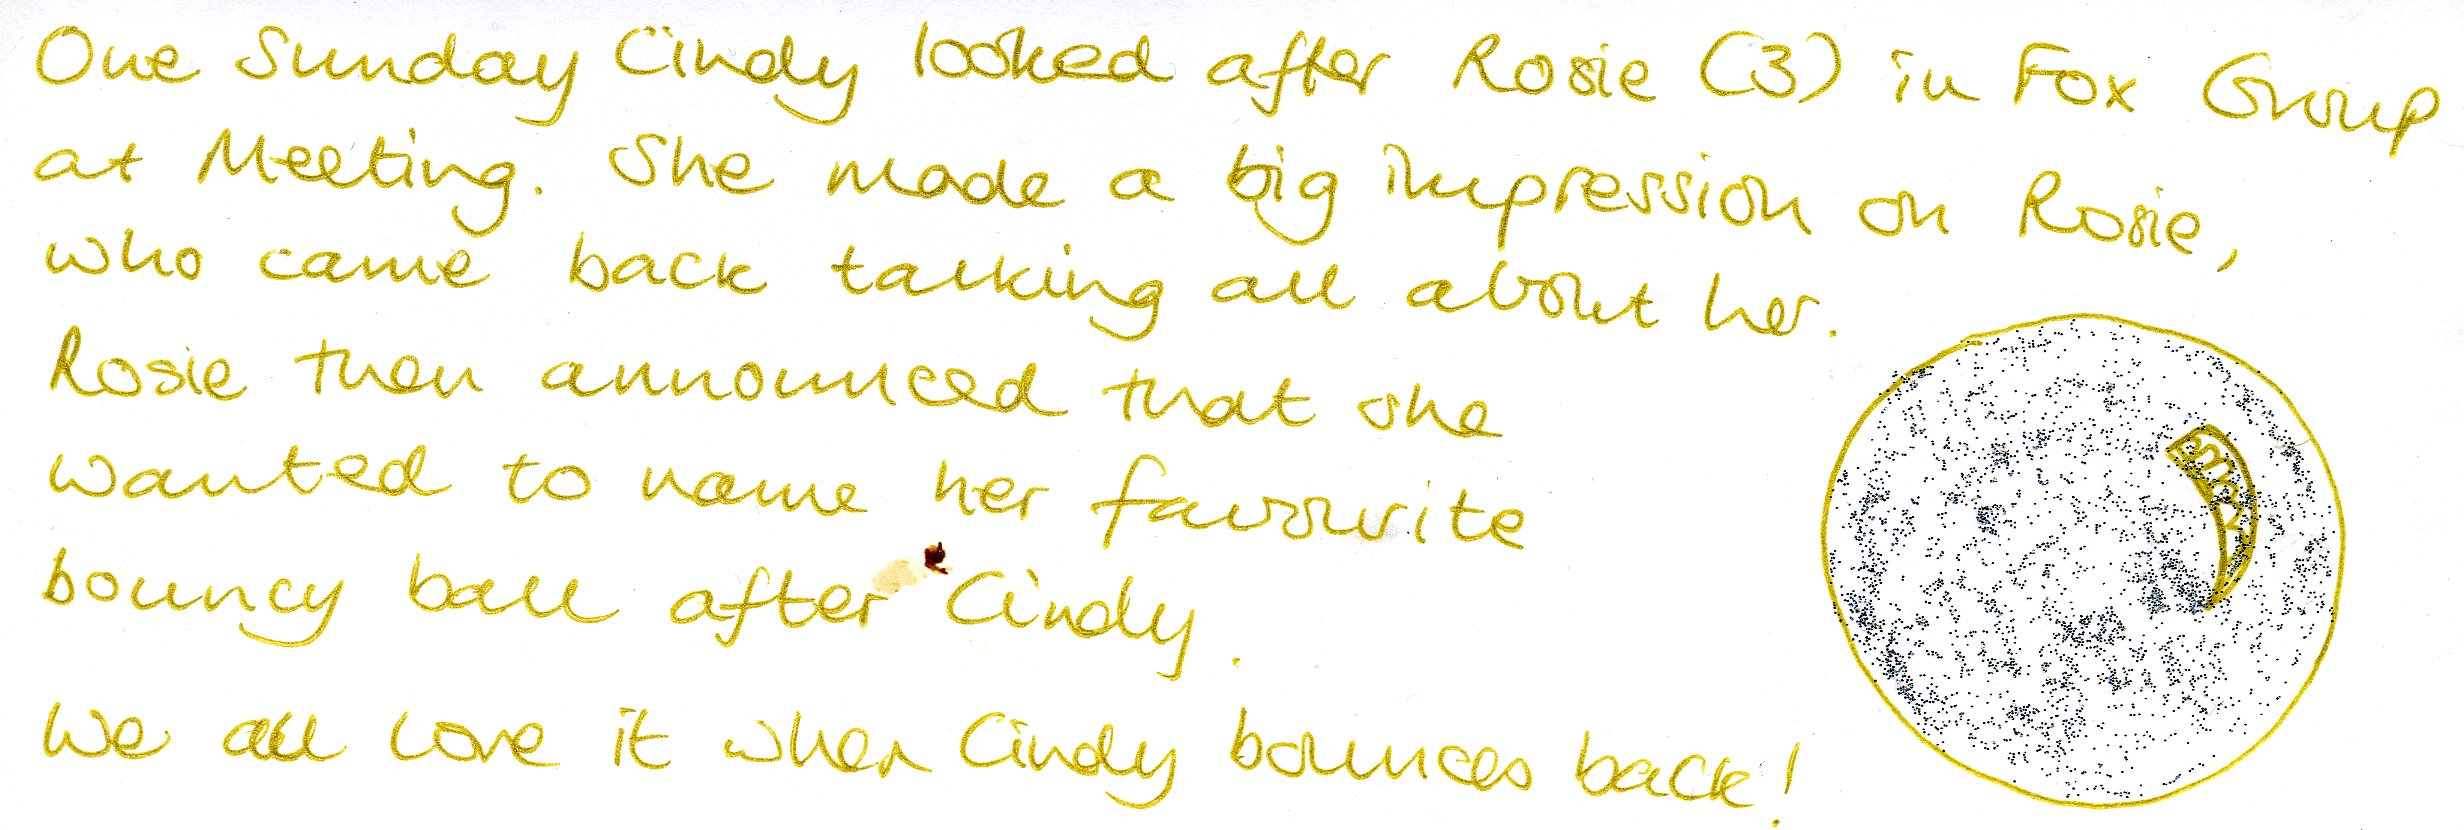 One Sunday Cindy looked after Rosie (3) in Fox Group
at Meeting. She made a big impression on Rosie,
who came back talking all about her.
Rosie then announced that she
wanted to name her favourite
bouncy ball after Cindy.
We all love it when Cindy bounces back!